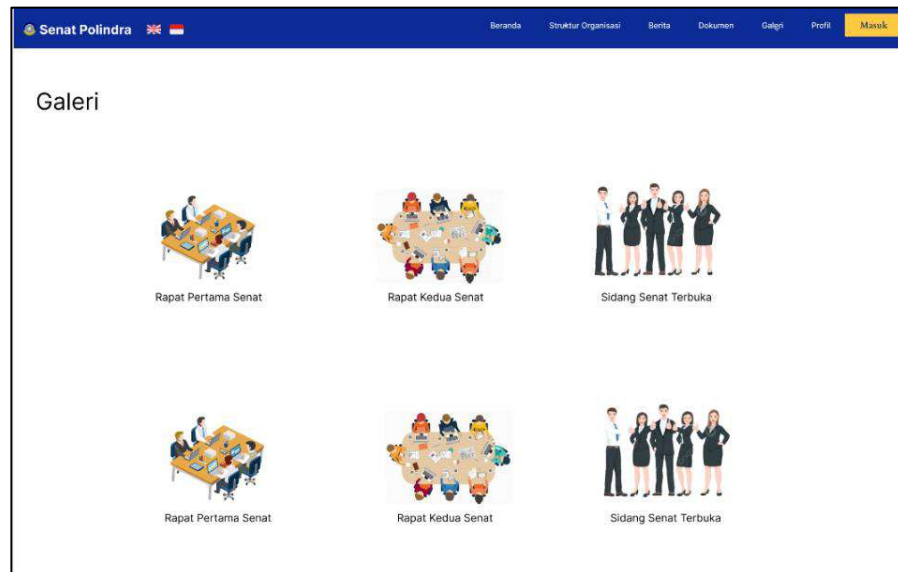 Senat Polindra
Beranda Struktur Organisasi Berita Dokumen Galeri Profil Masuk
Galeri
Rapat Pertama Senat Rapat Kedua Senat Sidang Senat Terbuka
Rapat Pertama Senat Rapat Kedua Senat Sidang Senat Terbuka